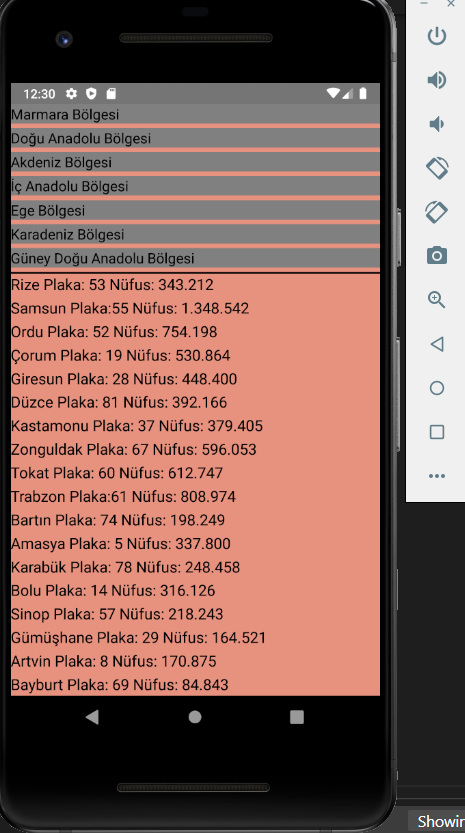 12:30
Marmara Bölgesi
Doğu Anadolu Bölgesi
Akdeniz Bölgesi
İç Anadolu Bölgesi
Ege Bölgesi
Karadeniz Bölgesi
Güney Doğu Anadolu Bölgesi
Rize Plaka: 53 Nüfus: 343.212
Samsun Plaka:55 Nüfus: 1.348.542
Ordu Plaka: 52 Nüfus: 754.198
Çorum Plaka: 19 Nüfus: 530.864
Giresun Plaka: 28 Nüfus: 448.400
Düzce Plaka: 81 Nüfus: 392.166
Kastamonu Plaka: 37 Nüfus: 379.405
Zonguldak Plaka: 67 Nüfus: 596.053
Tokat Plaka: 60 Nüfus: 612.747
Trabzon Plaka:61 Nüfus: 808.974
Bartın Plaka: 74 Nüfus: 198.249
Amasya Plaka: 5 Nüfus: 337.800
Karabük Plaka: 78 Nüfus: 248.458
Bolu Plaka: 14 Nüfus: 316.126
Sinop Plaka: 57 Nüfus: 218.243
Gümüşhane Plaka: 29 Nüfus: 164.521
Artvin Plaka: 8 Nüfus: 170.875
Bayburt Plaka: 69 Nüfus: 84.843